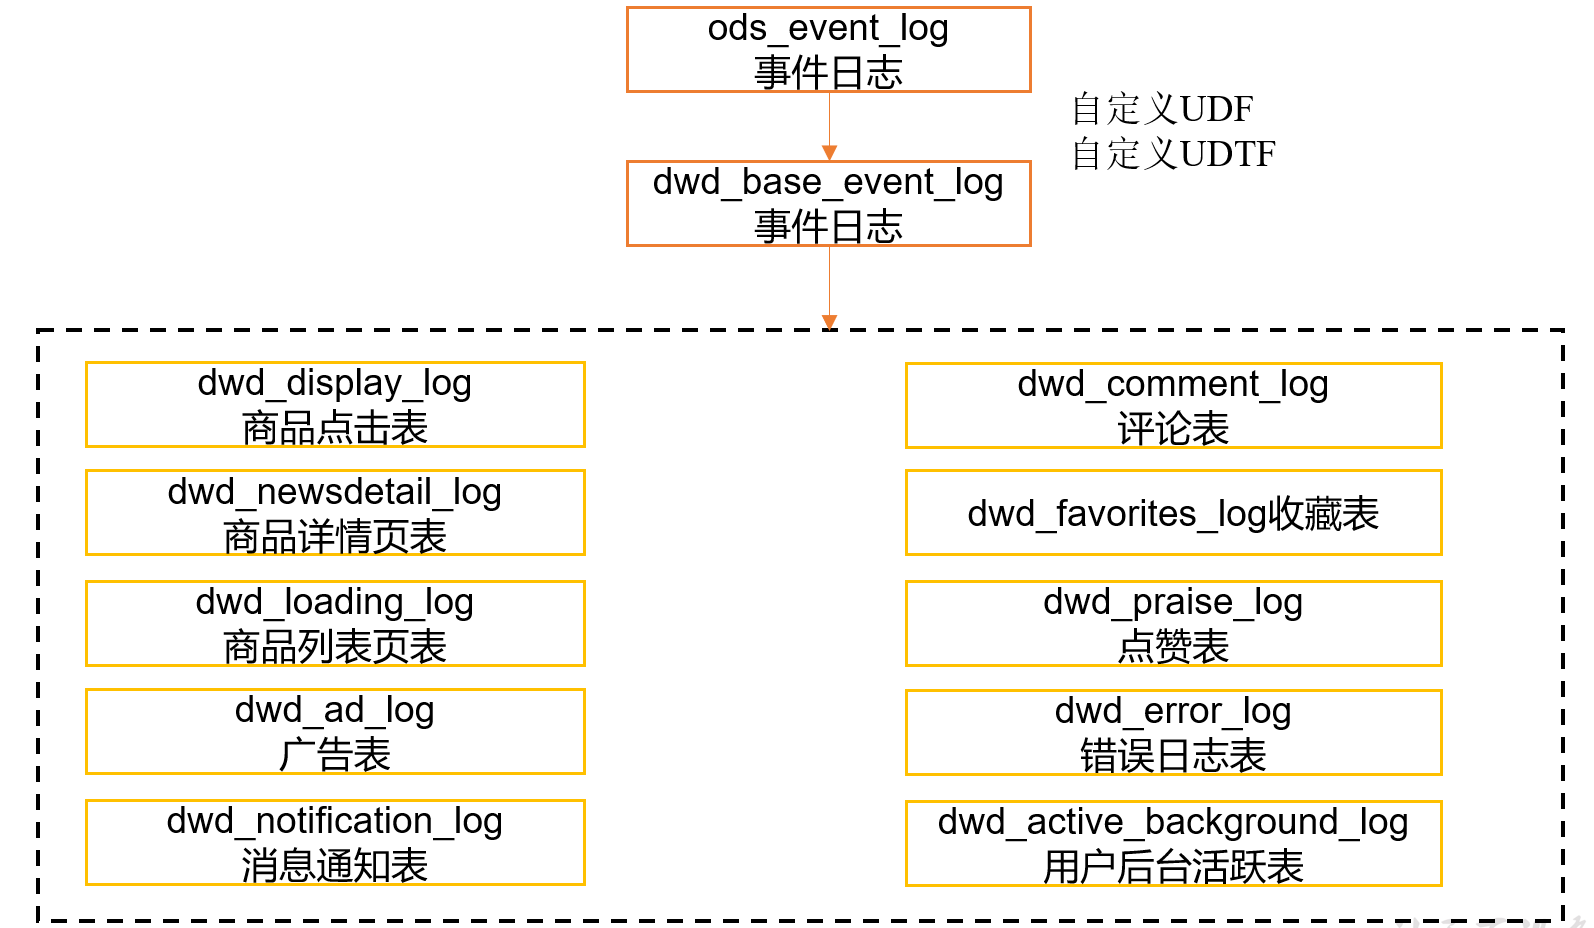 ods_event_log
事件日志
自定义UDF
自定义UDTF
dwd_base_event_log
事件日志
dwd_display_log
商品点击表
dwd_newsdetail_log
商品详情页表
dwd_loading_log
商品列表页表
dwd_ad_log
广告表
dwd_notification_log
消息通知表
dwd_comment_log
评论表
dwd_favorites_log收藏表
dwd_praise_log
点赞表
dwd_error_log
错误日志表
dwd_active_background_log
用户后台活跃表